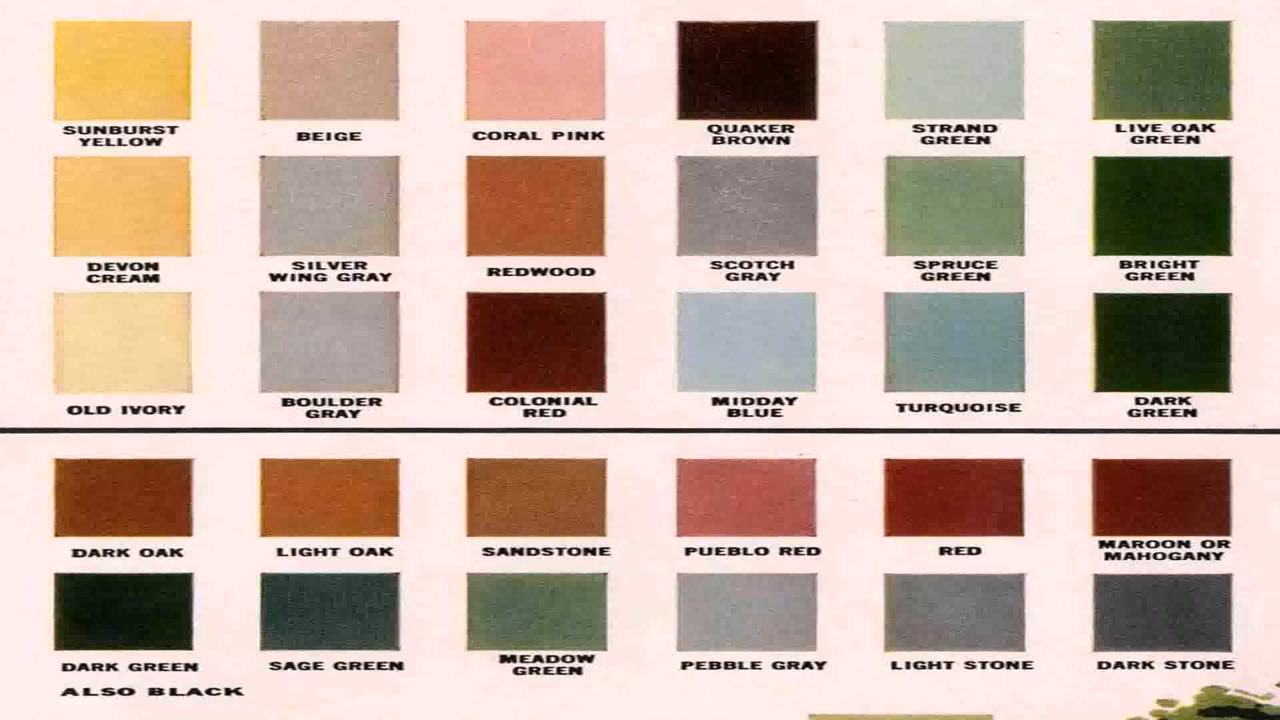 SUNBURST
YELLOW
BEIGE
CORAL PINK
QUAKER
BROWN
STRAND
GREEN
LIVE OAK
GREEN
DEVON
CREAM
SILVER
WING GRAY
REDWOOD
SCOTCH
GRAY
SPRUCE
GREEN
BRIGHT
GREEN
OLD IVORY
BOULDER
GRAY
COLONIAL
RED
MIDDAY
BLUE
TURQUOISE
DARK
GREEN
DARK OAK
LIGHT OAK
SANDSTONE
PUEBLO RED
RED
MAROON OR
MAHOGANY
DARK GREEN
SAGE GREEN
MEADOW
GREEN
PEBBLE GRAY
LIGHT STONE
DARK STONE
ALSO BLACK